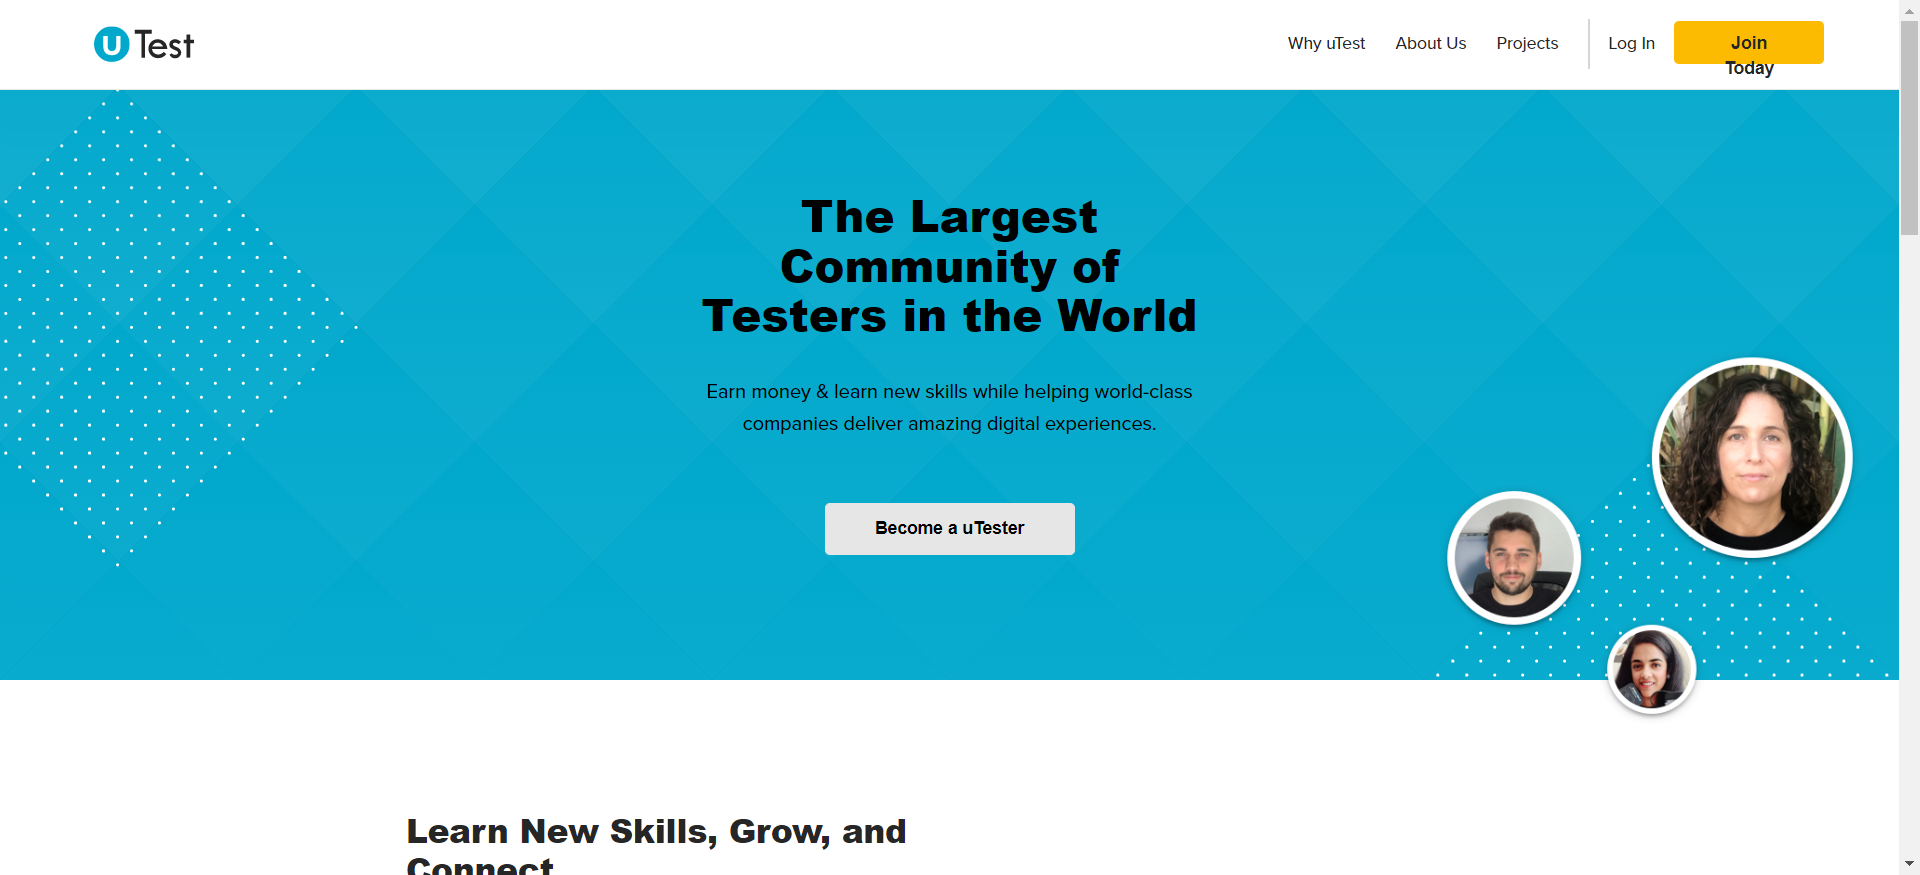 uTest
Why uTest
About Us
Projects
Log In
Join
Today
The Largest
Community of
Testers in the World
Earn money & learn new skills while helping world-class
companies deliver amazing digital experiences.
Become a uTester
Learn New Skills, Grow, and
Connect